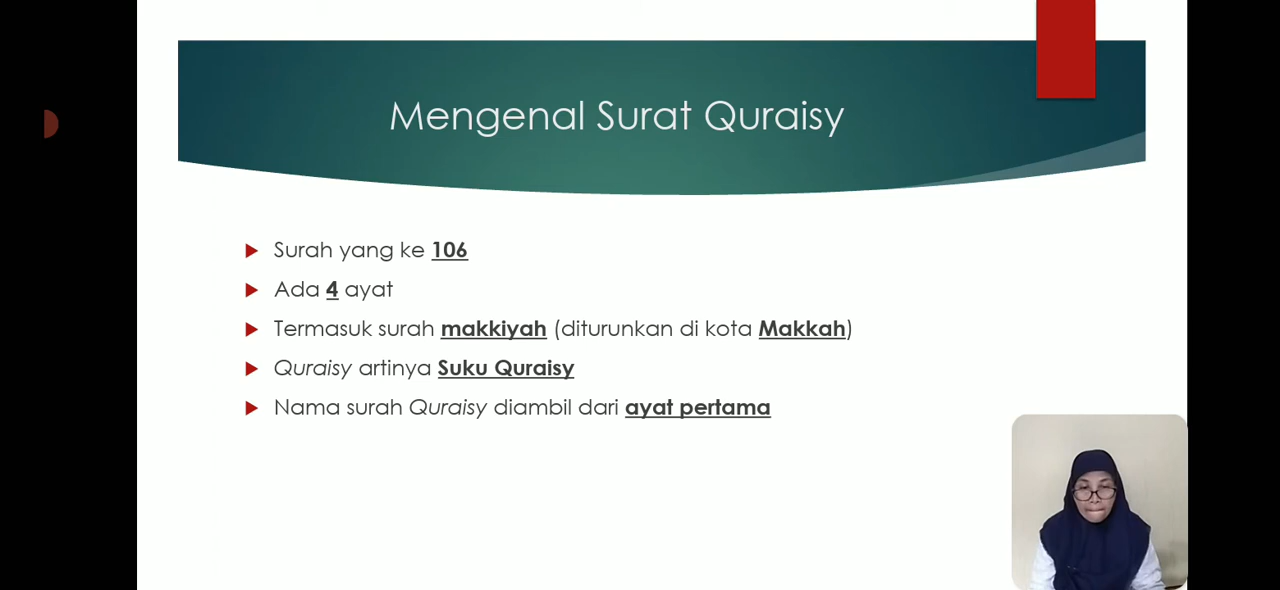 Mengenal Surat Quraisy
Surah yang ke 106
Ada 4 ayat
Termasuk surah makkiyah (diturunkan di kota Makkah)
Quraisy artinya Suku Quraisy
Nama surah Quraisy diambil dari ayat pertama